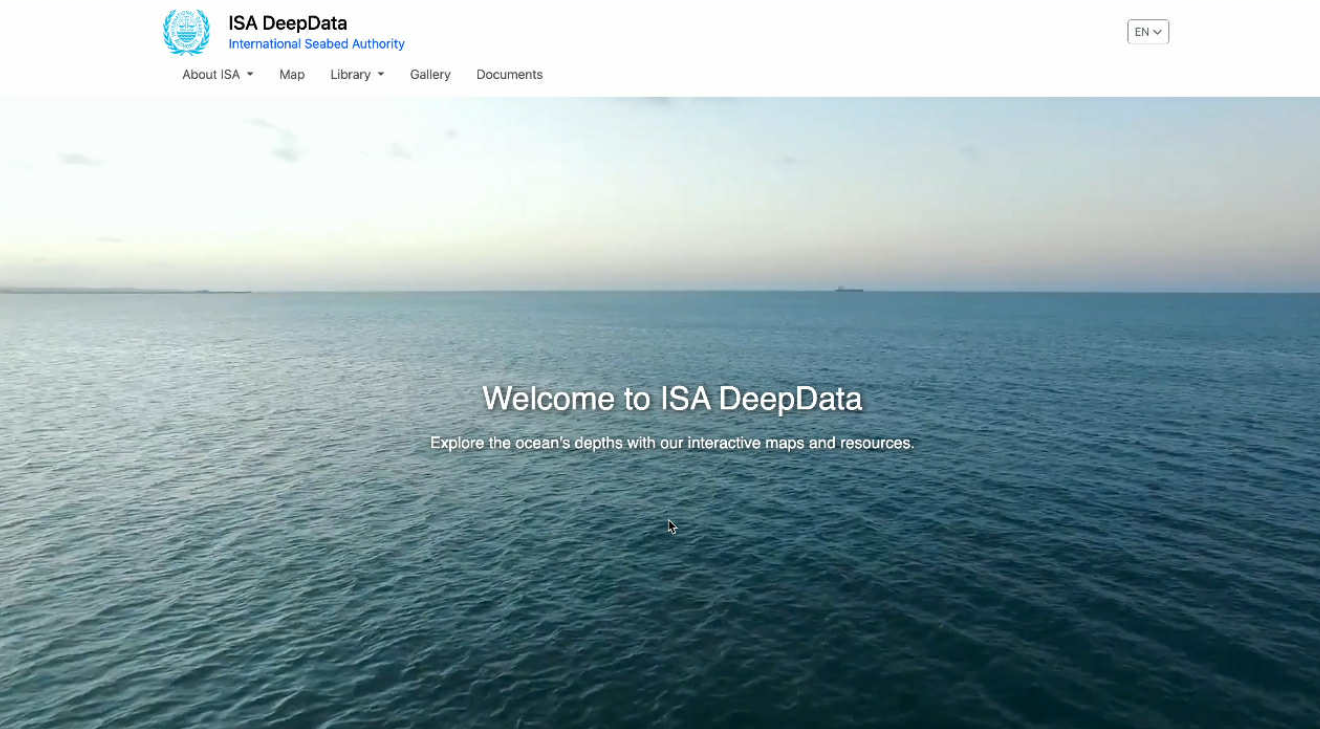 ISA DeepData
International Seabed Authority
EN
About ISA Map Library Gallery Documents
Welcome to ISA DeepData
Explore the ocean's depths with our interactive maps and resources.